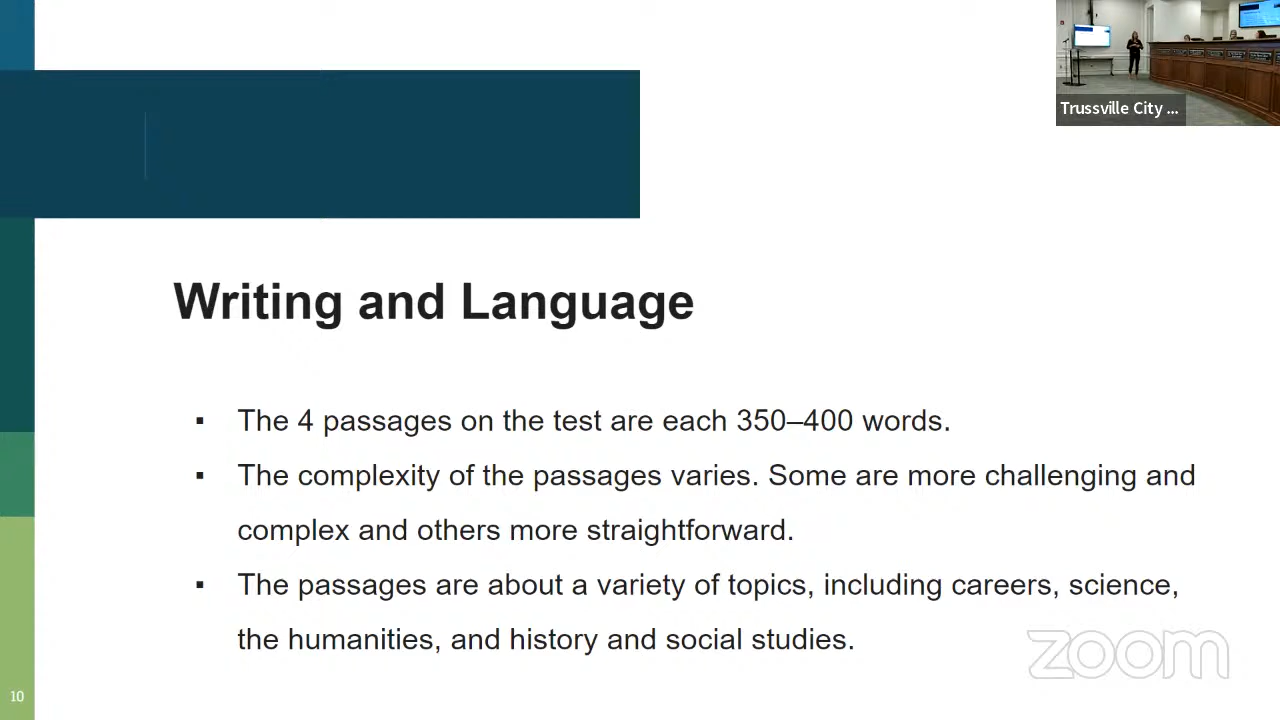 Trussville City ...
Writing and Language
▪ The 4 passages on the test are each 350–400 words.
▪ The complexity of the passages varies. Some are more challenging and
complex and others more straightforward.
▪ The passages are about a variety of topics, including careers, science,
the humanities, and history and social studies.
zoom
10